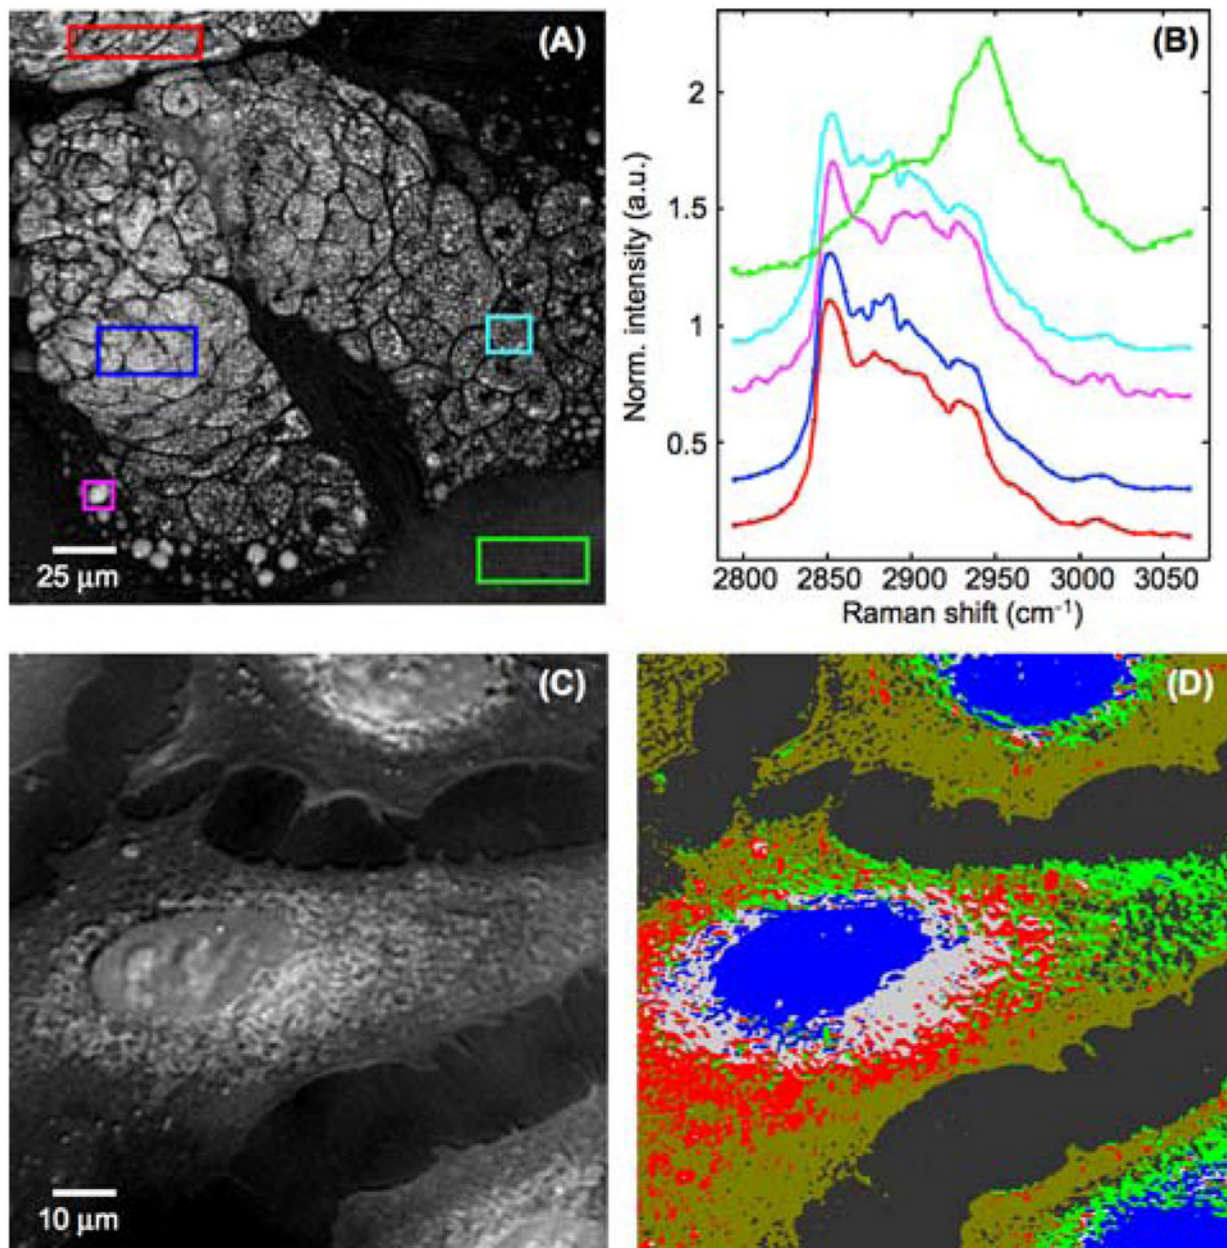 (A)
25 μm
(B)
Norm. intensity (a.u.)
2
1.5
1
0.5
2800 2850 2900 2950 3000 3050
Raman shift (cm⁻¹)
(C)
10 μm
(D)